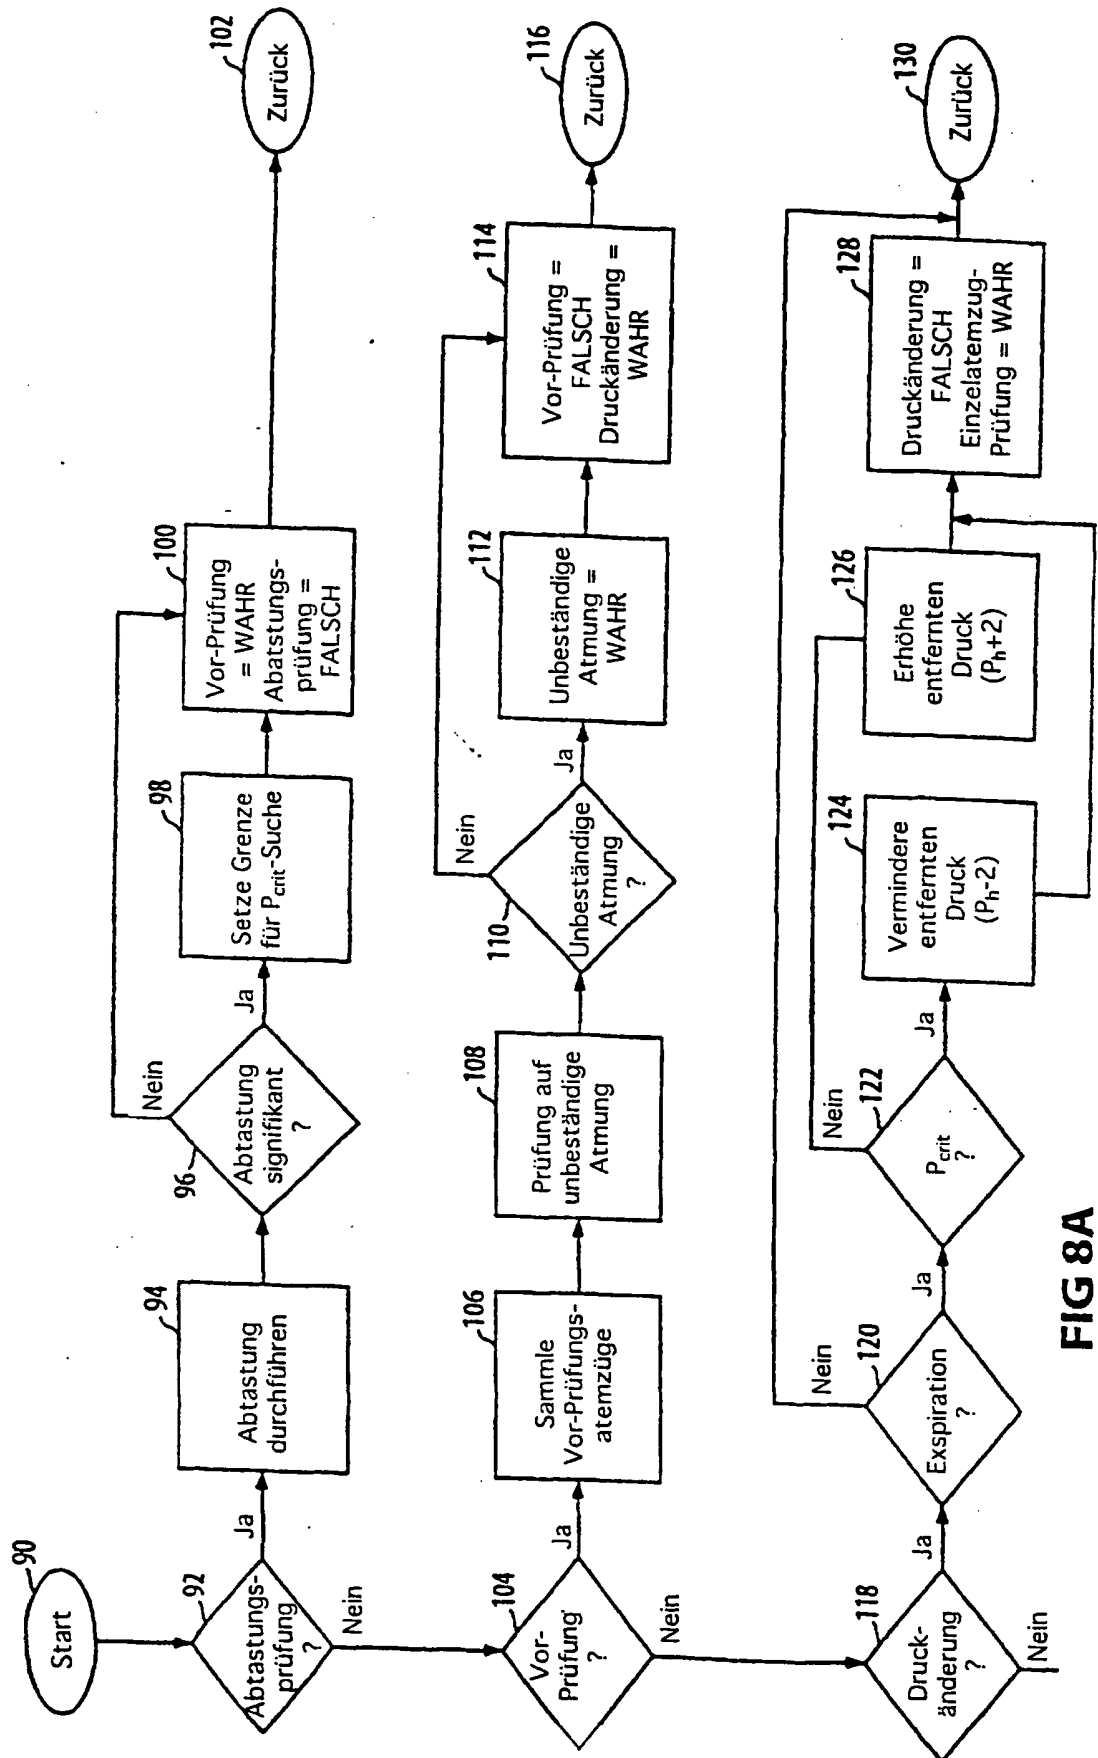 90
Start
92
Abtastungs-
prüfung
?
Ja
Nein
94
Abtastung
durchführen
96
Abtastung
signifikant
?
Ja
Nein
98
Setze Grenze
für Pcrit-Suche
100
Vor-Prüfung
= WAHR
Abatstungs-
prüfung =
FALSCH
102
Zurück
104
Vor-
Prüfung
?
Ja
Nein
106
Sammle
Vor-Prüfungs-
atemzüge
108
Prüfung auf
unbeständige
Atmung
110
Unbeständige
Atmung
?
Ja
Nein
112
Unbeständige
Atmung =
WAHR
114
Vor-Prüfung =
FALSCH
Druckänderung =
WAHR
116
Zurück
118
Druck-
änderung
?
Ja
Nein
120
Exspiration
?
Ja
Nein
122
Pcrit
?
Ja
Nein
124
Vermindere
entfernten
Druck
(Ph-2)
126
Erhöhe
entfernten
Druck
(Ph+2)
128
Druckänderung =
FALSCH
Einzelatemzug-
Prüfung = WAHR
130
Zurück
FIG 8A